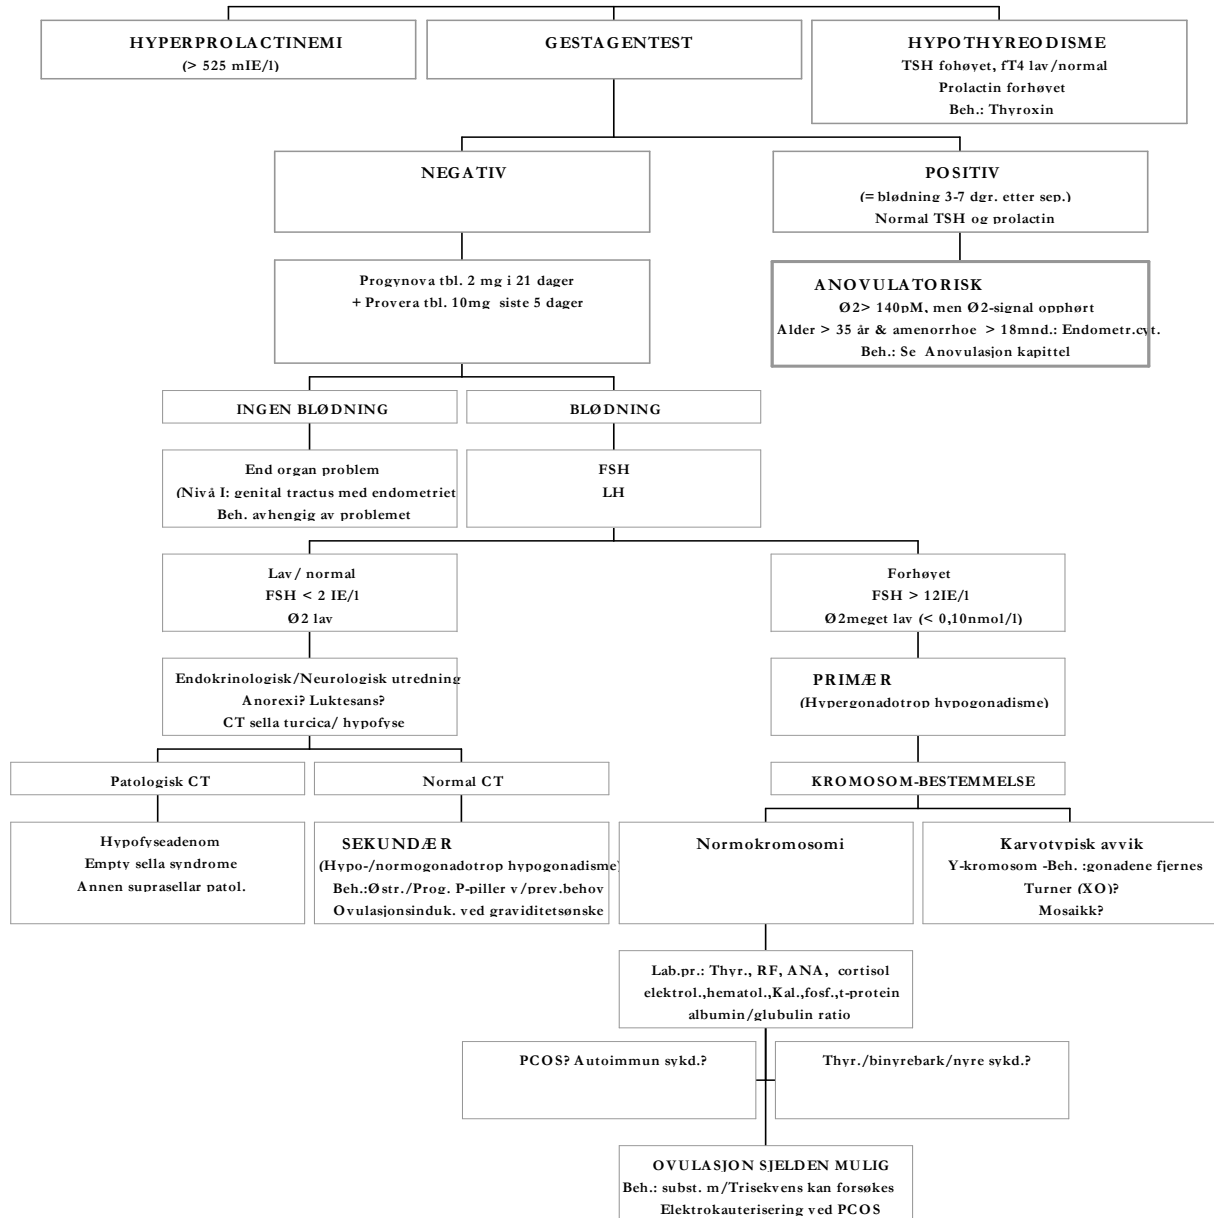 HYPERPROLACTINEMI
(> 525 mIE/l)
GESTAGENTEST
HYPOTHYREODISME
TSH fohøyet, fT4 lav/normal
Prolactin forhøyet
Beh.: Thyroxin
NEGATIV
POSITIV
(= blødning 3-7 dgr. etter sep.)
Normal TSH og prolactin
Progynova tbl. 2 mg i 21 dager
+ Provera tbl. 10mg siste 5 dager
ANOVULATORISK
Ø2> 140pM, men Ø2-signal opphørt
Alder > 35 år & amenorrhoe > 18mnd.: Endometr.cyt.
Beh.: Se Anovulasjon kapittel
INGEN BLØDNING
BLØDNING
End organ problem
(Nivå I: genital tractus med endometriet
Beh. avhengig av problemet
FSH
LH
Lav/ normal
FSH < 2 IE/l
Ø2 lav
Forhøyet
FSH > 12IE/l
Ø2meget lav (< 0,10nmol/l)
Endokrinologisk/Neurologisk utredning
Anorexi? Luktesans?
CT sella turcica/ hypofyse
PRIMÆR
(Hypergonadotrop hypogonadisme)
Patologisk CT
Normal CT
KROMOSOM-BESTEMMELSE
Hypofyseadenom
Empty sella syndrome
Annen suprasellar patol.
SEKUNDÆR
(Hypo-/normogonadotrop hypogonadisme)
Beh.:Østr./Prog. P-piller v/prev.behov
Ovulasjonsinduk. ved graviditetsønske
Normokromosomi
Karyotypisk avvik
Y-kromosom -Beh. :gonadene fjernes
Turner (XO)?
Mosaikk?
Lab.pr.: Thyr., RF, ANA, cortisol
elektrol.,hematol.,Kal.,fosf.,t-protein
albumin/glubulin ratio
PCOS? Autoimmun sykd.?
Thyr./binyrebark/nyre sykd.?
OVULASJON SJELDEN MULIG
Beh.: subst. m/Trisekvens kan forsøkes
Elektrokauterisering ved PCOS